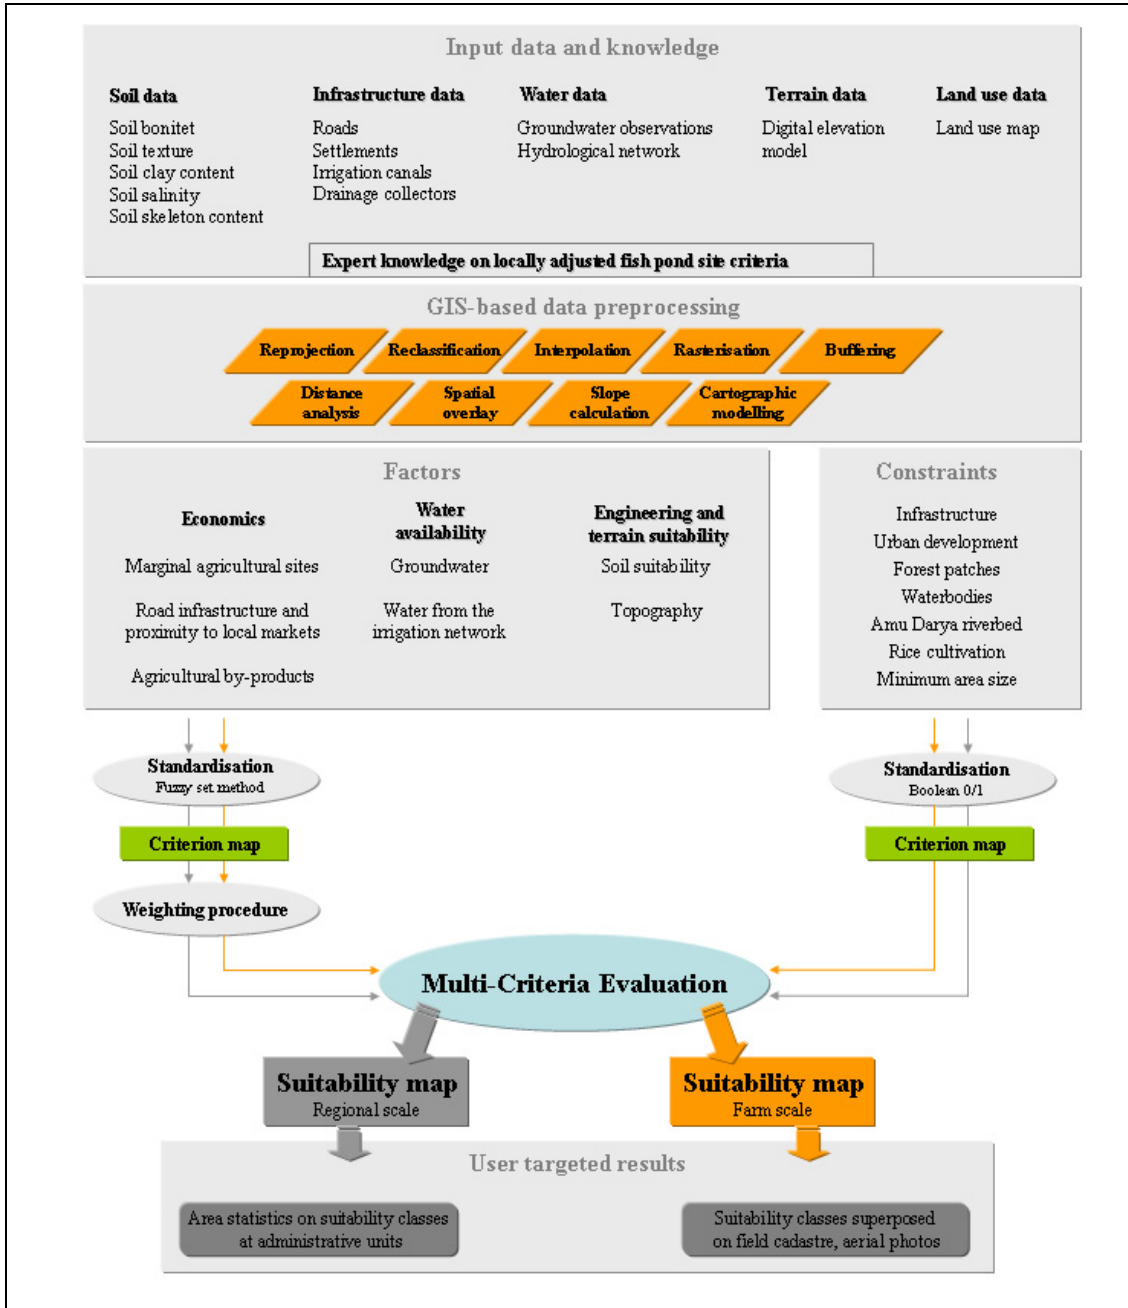 Input data and knowledge
Soil data
Soil bonitet
Soil texture
Soil clay content
Soil salinity
Soil skeleton content
Infrastructure data
Roads
Settlements
Irrigation canals
Drainage collectors
Water data
Groundwater observations
Hydrological network
Terrain data
Digital elevation
model
Land use data
Land use map
Expert knowledge on locally adjusted fish pond site criteria
GIS-based data preprocessing
Reprojection
Reclassification
Interpolation
Rasterisation
Buffering
Distance
analysis
Spatial
overlay
Slope
calculation
Cartographic
modelling
Factors
Economics
Marginal agricultural sites
Road infrastructure and
proximity to local markets
Agricultural by-products
Water
availability
Groundwater
Water from the
irrigation network
Engineering and
terrain suitability
Soil suitability
Topography
Constraints
Infrastructure
Urban development
Forest patches
Waterbodies
Amu Darya riverbed
Rice cultivation
Minimum area size
Standardisation
Fuzzy set method
Criterion map
Weighting procedure
Standardisation
Boolean 0/1
Criterion map
Multi-Criteria Evaluation
Suitability map
Regional scale
Suitability map
Farm scale
User targeted results
Area statistics on suitability classes
at administrative units
Suitability classes superposed
on field cadastre, aerial photos